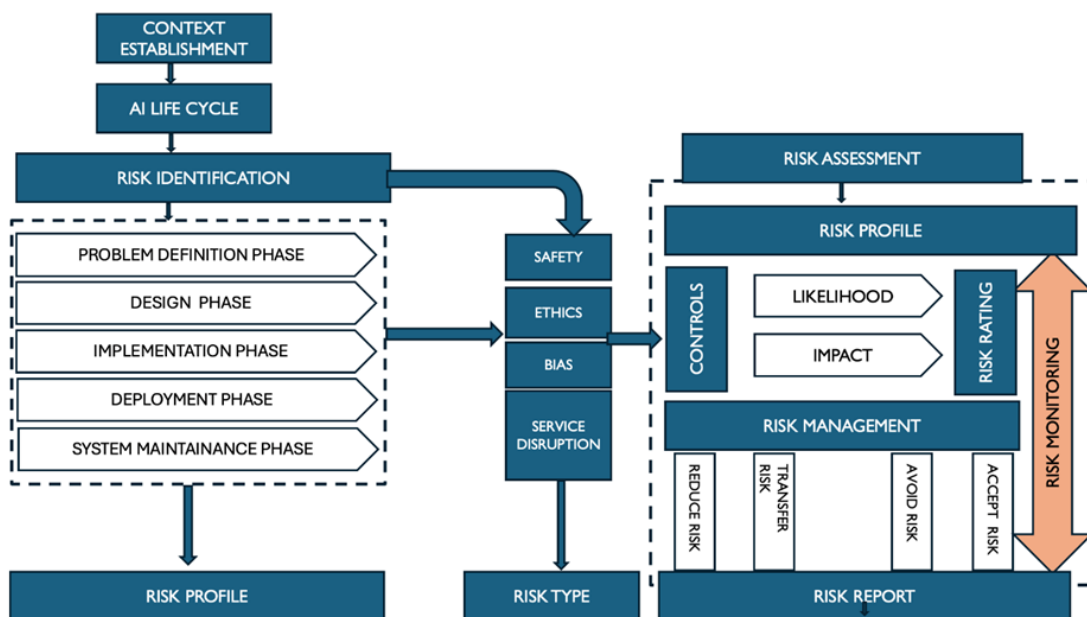 CONTEXT
ESTABLISHMENT
AI LIFE CYCLE
RISK IDENTIFICATION
PROBLEM DEFINITION PHASE
DESIGN PHASE
IMPLEMENTATION PHASE
DEPLOYMENT PHASE
SYSTEM MAINTAINANCE PHASE
RISK PROFILE
SAFETY
ETHICS
BIAS
SERVICE
DISRUPTION
RISK TYPE
RISK ASSESSMENT
RISK PROFILE
CONTROLS
LIKELIHOOD
IMPACT
RISK RATING
RISK MANAGEMENT
REDUCE RISK
TRANSFER
RISK
AVOID RISK
ACCEPT RISK
RISK MONITORING
RISK REPORT